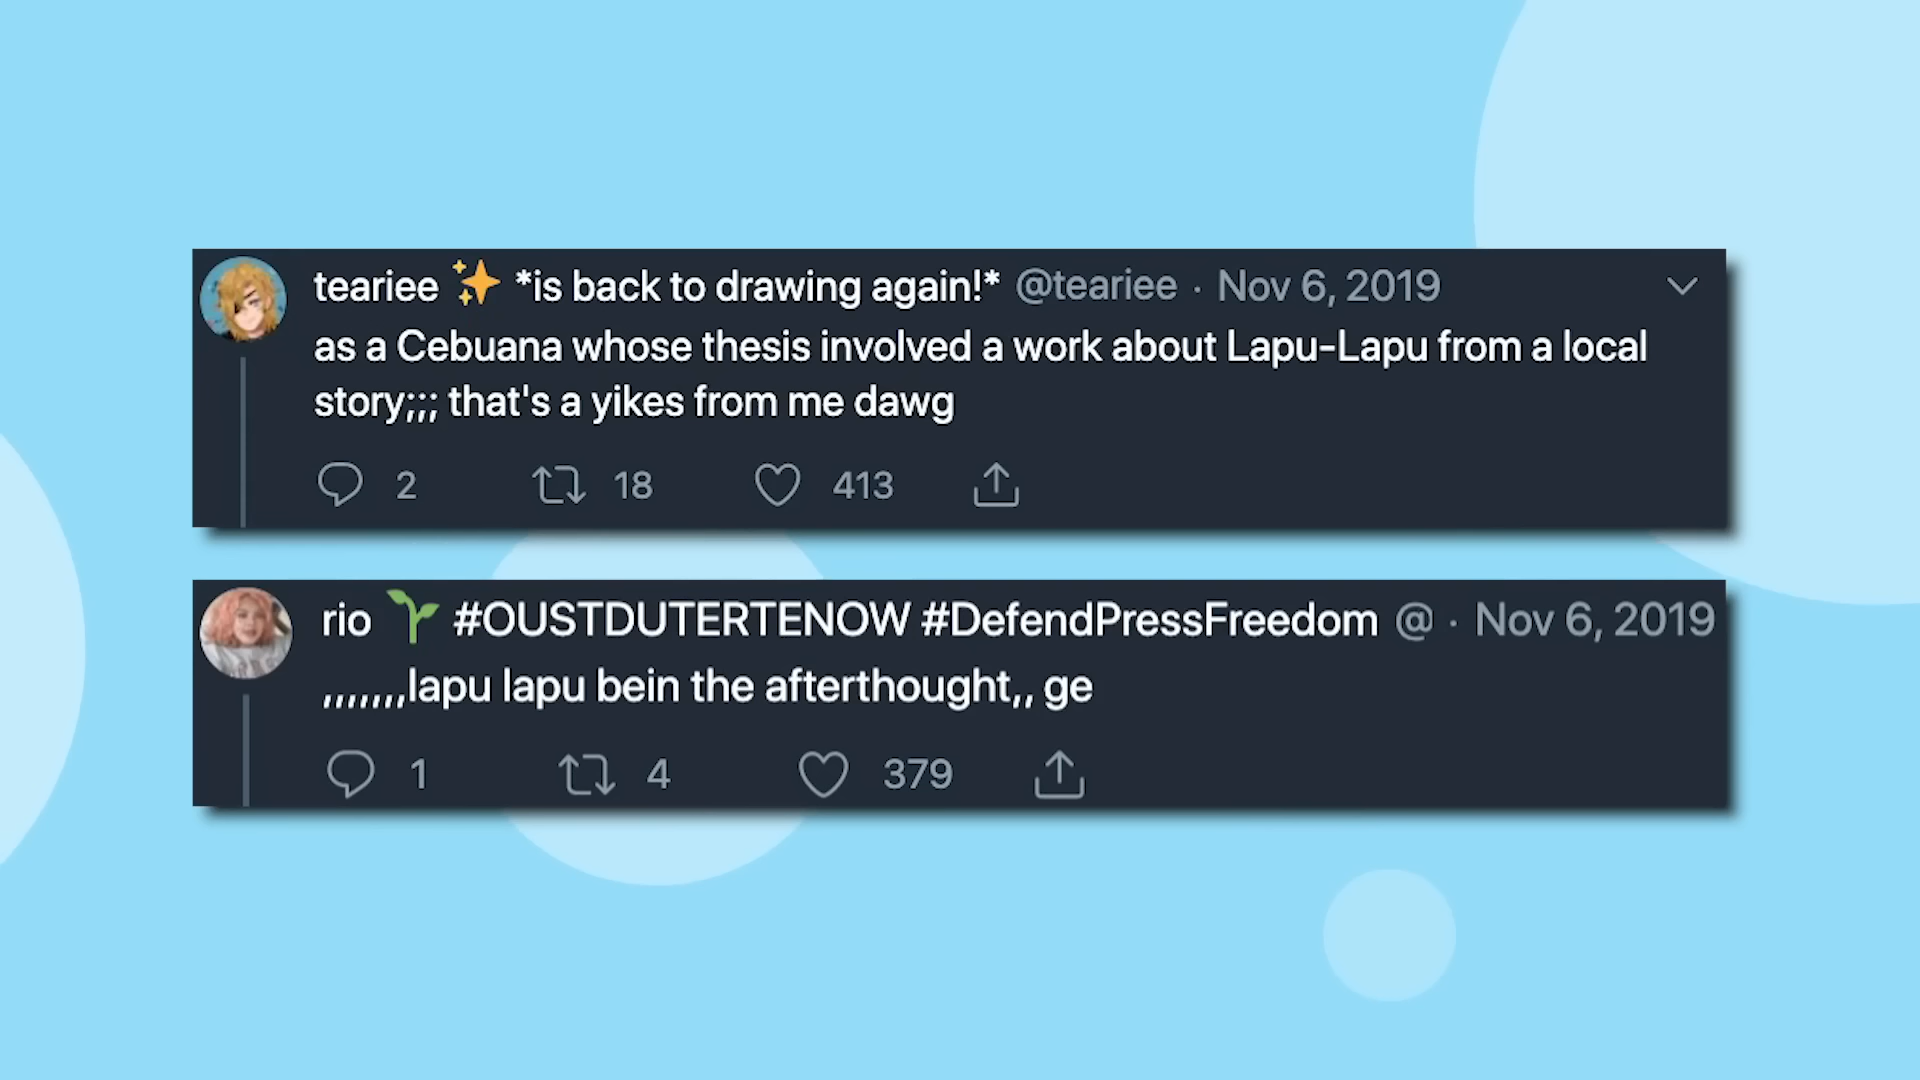 teariee ✨ *is back to drawing again!* @teariee · Nov 6, 2019
as a Cebuana whose thesis involved a work about Lapu-Lapu from a local
story;;; that's a yikes from me dawg
2 18 413
rio 🌱 #OUSTDUTERTENOW #DefendPressFreedom @ · Nov 6, 2019
,,,,,,,lapu lapu bein the afterthought,, ge
1 4 379